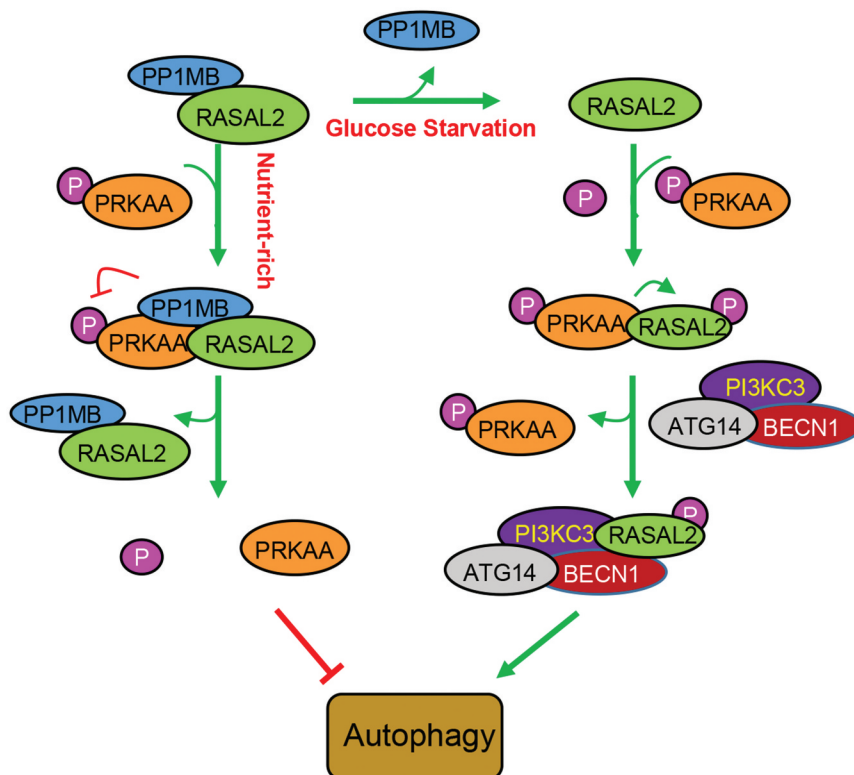 PP1MB
PP1MB
RASAL2
RASAL2
Glucose Starvation
Nutrient-rich
P
PRKAA
P
P
PRKAA
PP1MB
P
PRKAA
RASAL2
P
PRKAA
RASAL2
P
PI3KC3
ATG14
BECN1
PP1MB
RASAL2
P
PRKAA
P
PRKAA
P
PI3KC3
RASAL2
ATG14
BECN1
Autophagy